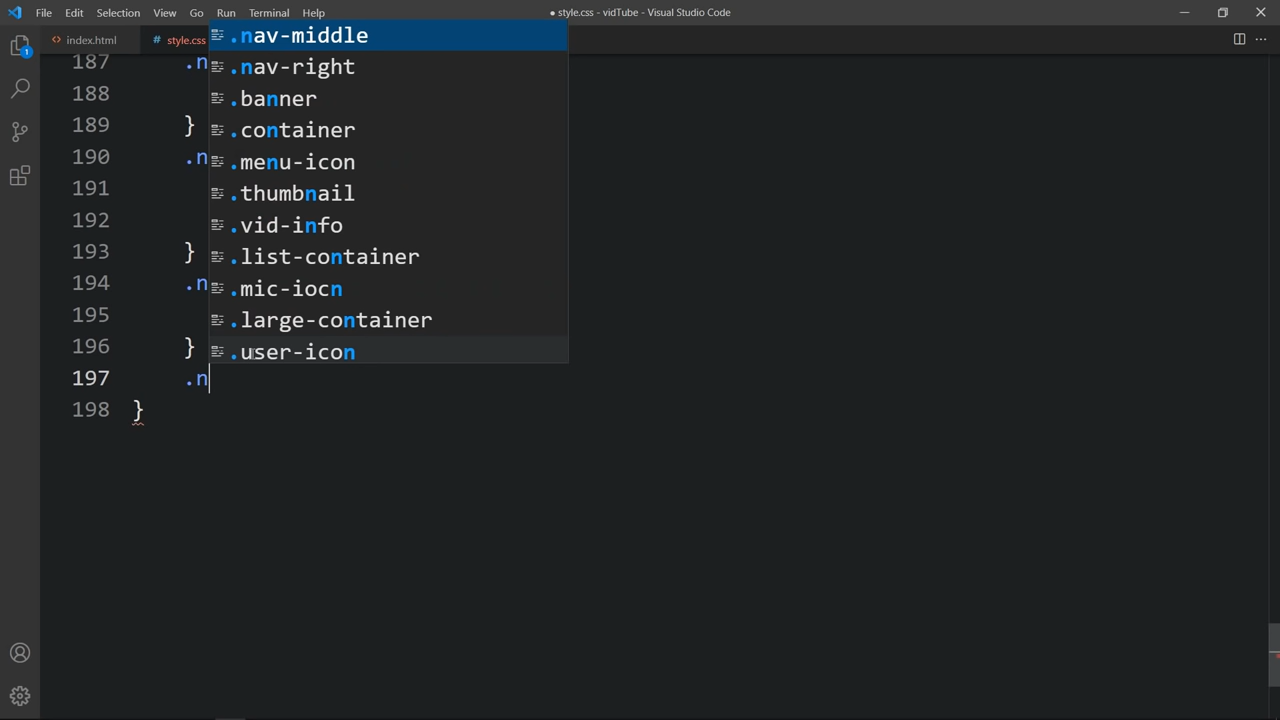 File Edit Selection View Go Run Terminal Help
● style.css - vidTube - Visual Studio Code
<> index.html
# style.css
187 .n
188
189 }
190 .n
191
192
193 }
194 .n
195
196 }
197 .n
198 }
.nav-middle
.nav-right
.banner
.container
.menu-icon
.thumbnail
.vid-info
.list-container
.mic-iocn
.large-container
.user-icon
1